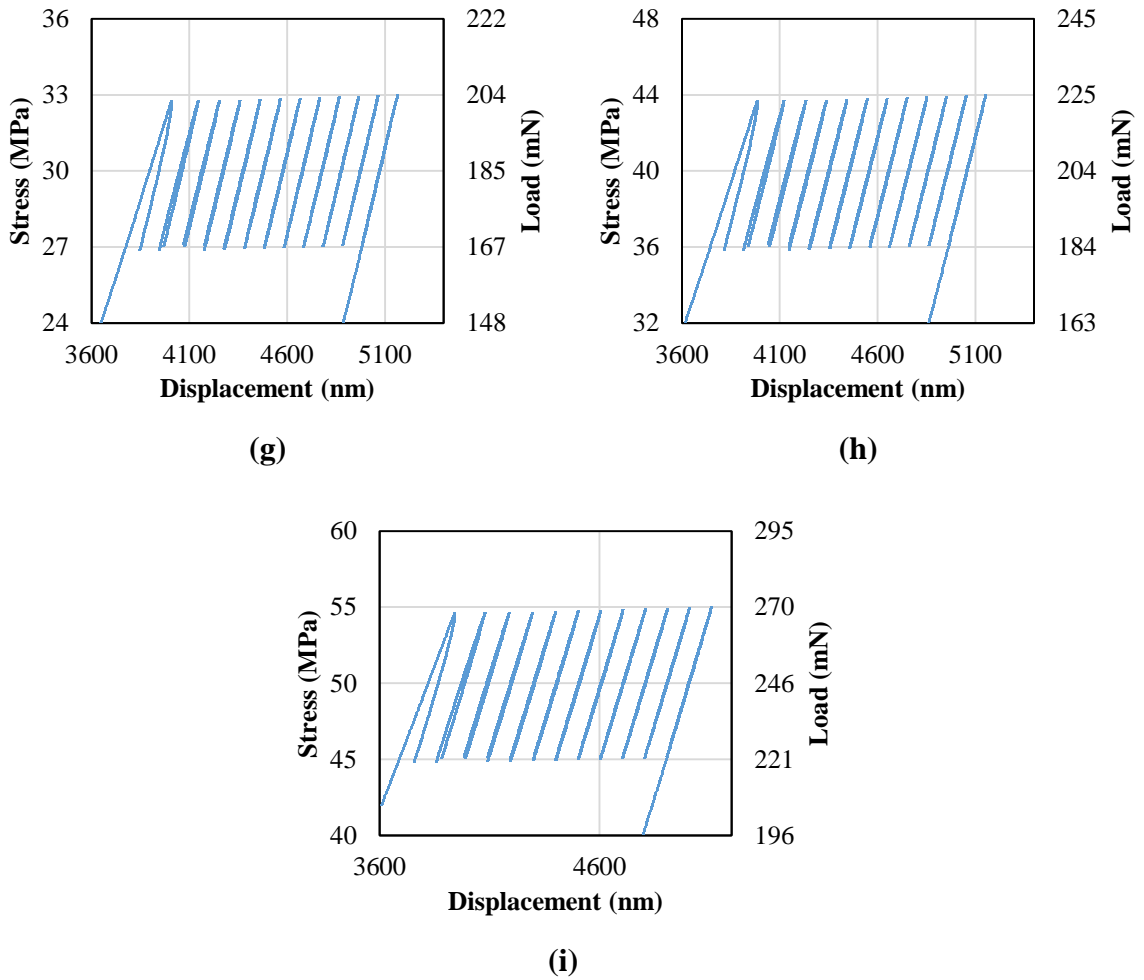 36
33
30
27
24
Stress (MPa)
222
204
185
167
148
Load (mN)
3600 4100 4600 5100
Displacement (nm)
(g)
48
44
40
36
32
Stress (MPa)
245
225
204
184
163
Load (mN)
3600 4100 4600 5100
Displacement (nm)
(h)
60
55
50
45
40
Stress (MPa)
295
270
246
221
196
Load (mN)
3600 4600
Displacement (nm)
(i)